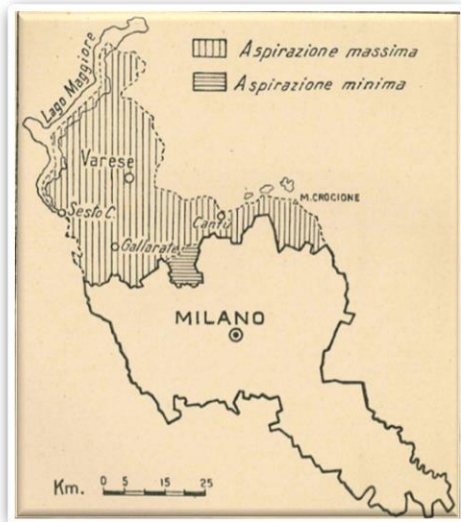 Aspirazione massima
Aspirazione minima
Lago Maggiore
Varese
M. CROCIONE
Sesto C.
Cantù
Gallarate
MILANO
Km. 0 5 15 25